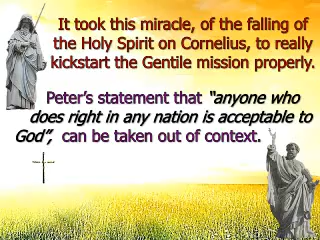 It took this miracle, of the falling of
the Holy Spirit on Cornelius, to really
kickstart the Gentile mission properly.
Peter’s statement that “anyone who
does right in any nation is acceptable to
God”, can be taken out of context.